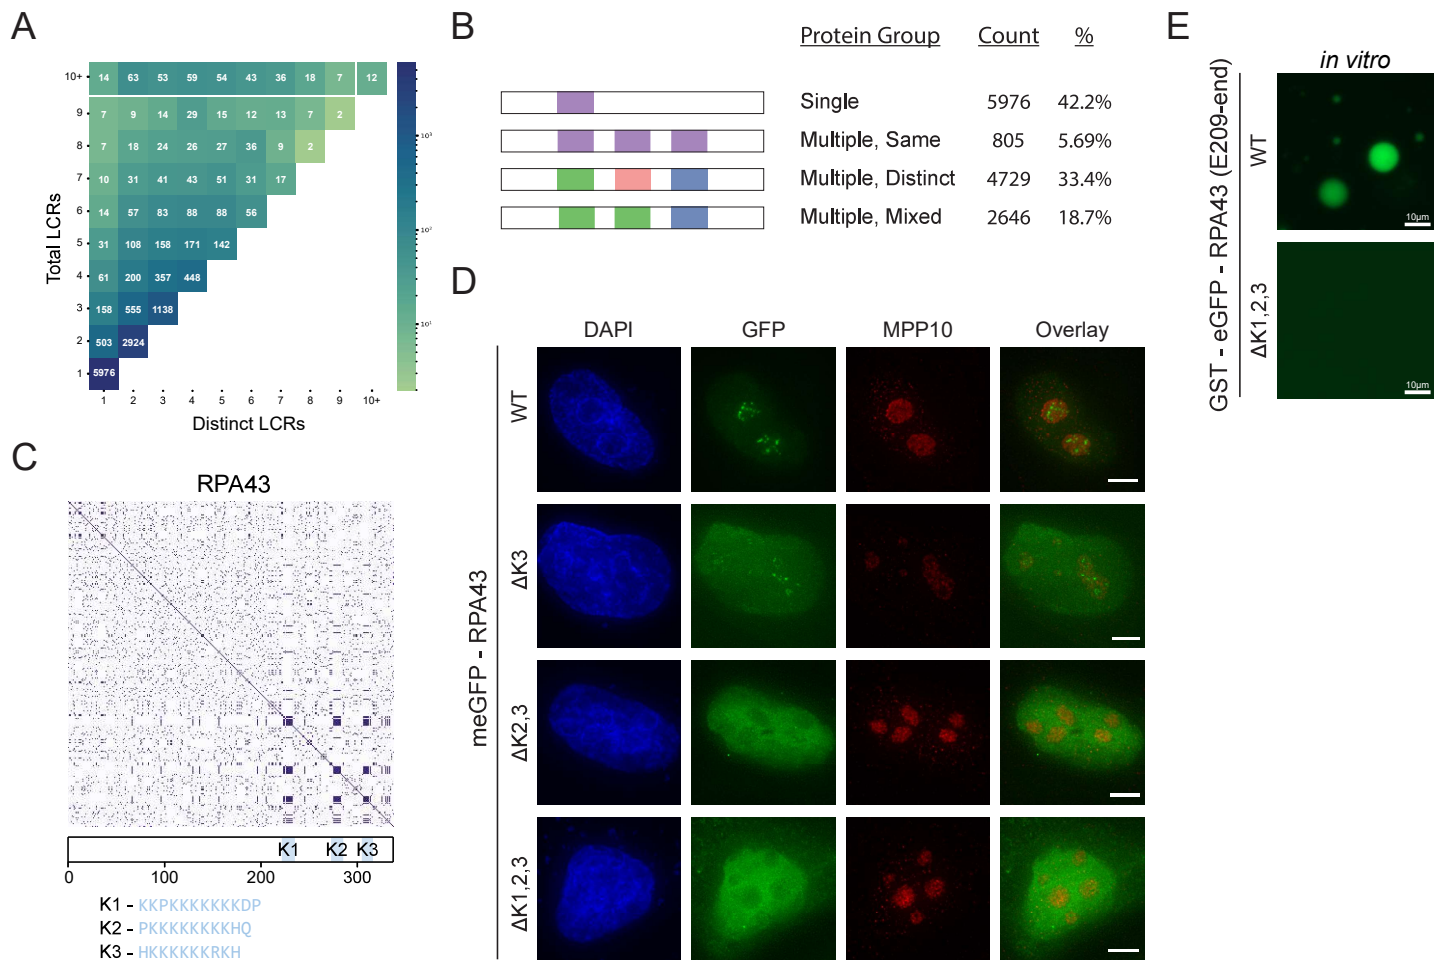 A
10+ 14 63 53 59 54 43 36 18 7 12
9 7 9 14 29 15 12 13 7 2
8 7 18 24 26 27 36 9 2
7 10 31 41 43 51 31 17
6 14 57 83 88 88 56
5 31 108 158 171 142
4 61 200 357 448
3 158 555 1138
2 503 2924
1 5976
1 2 3 4 5 6 7 8 9 10+
Total LCRs
Distinct LCRs
10³
10²
10¹
B
Protein Group Count %
Single 5976 42.2%
Multiple, Same 805 5.69%
Multiple, Distinct 4729 33.4%
Multiple, Mixed 2646 18.7%
C
RPA43
K1 K2 K3
0 100 200 300
K1 - KKPKKKKKKKDP
K2 - PKKKKKKKKHQ
K3 - HKKKKKKRKH
D
DAPI GFP MPP10 Overlay
meGFP - RPA43
WT
ΔK3
ΔK2,3
ΔK1,2,3
E
in vitro
GST - eGFP - RPA43 (E209-end)
WT
10µm
ΔK1,2,3
10µm